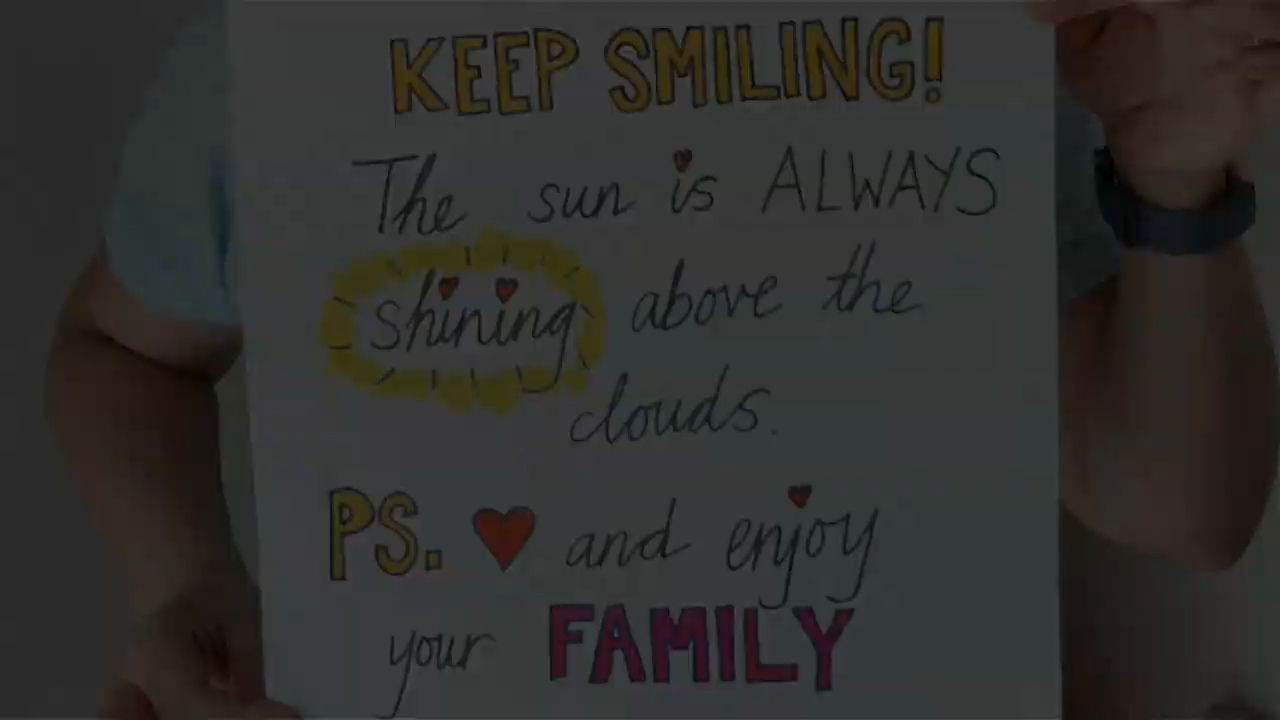 KEEP SMILING!
The sun is ALWAYS
shining above the
clouds.
PS. ♥ and enjoy
your FAMILY